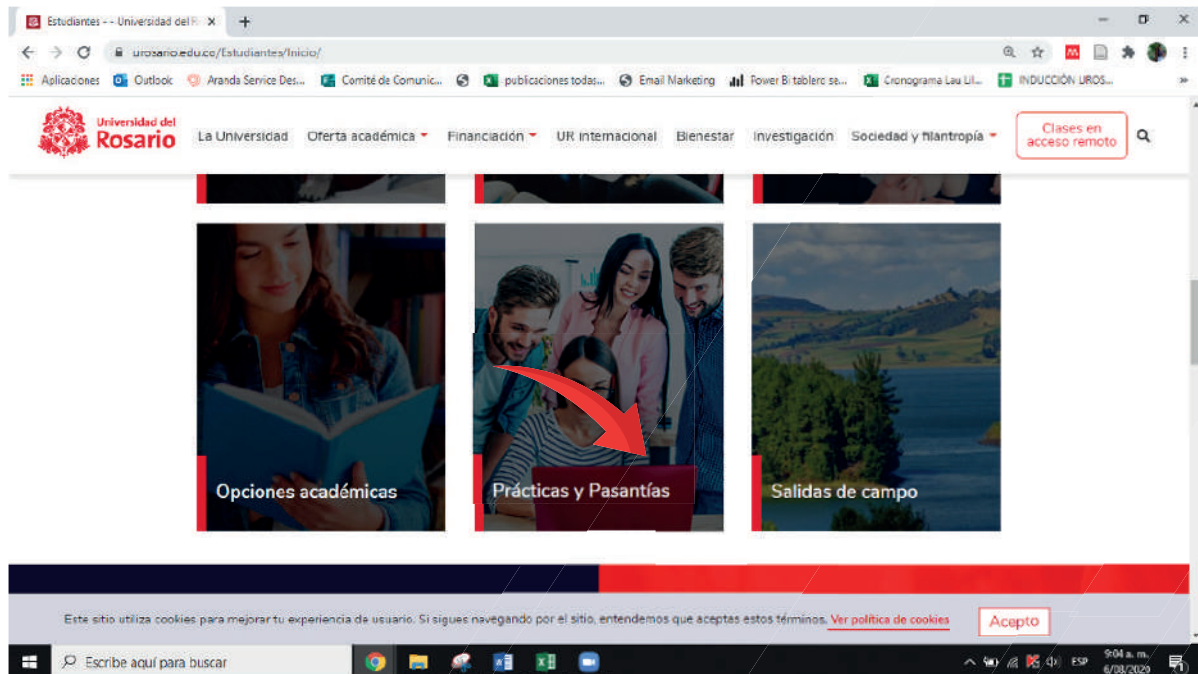 Estudiantes - - Universidad del R
urosario.edu.co/Estudiantes/Inicio/
Aplicaciones Outlook Aranda Service Des... Comité de Comunic... publicaciones todas... Email Marketing Power BI tablero se... Cronograma Lau Lil... INDUCCIÓN UROS...
Universidad del
Rosario
La Universidad Oferta académica Financiación UR internacional Bienestar Investigación Sociedad y filantropía
Clases en
acceso remoto
Opciones académicas
Prácticas y Pasantías
Salidas de campo
Este sitio utiliza cookies para mejorar tu experiencia de usuario. Si sigues navegando por el sitio, entendemos que aceptas estos términos. Ver política de cookies
Acepto
Escribe aquí para buscar
ESP
9:04 a. m.
6/08/2020